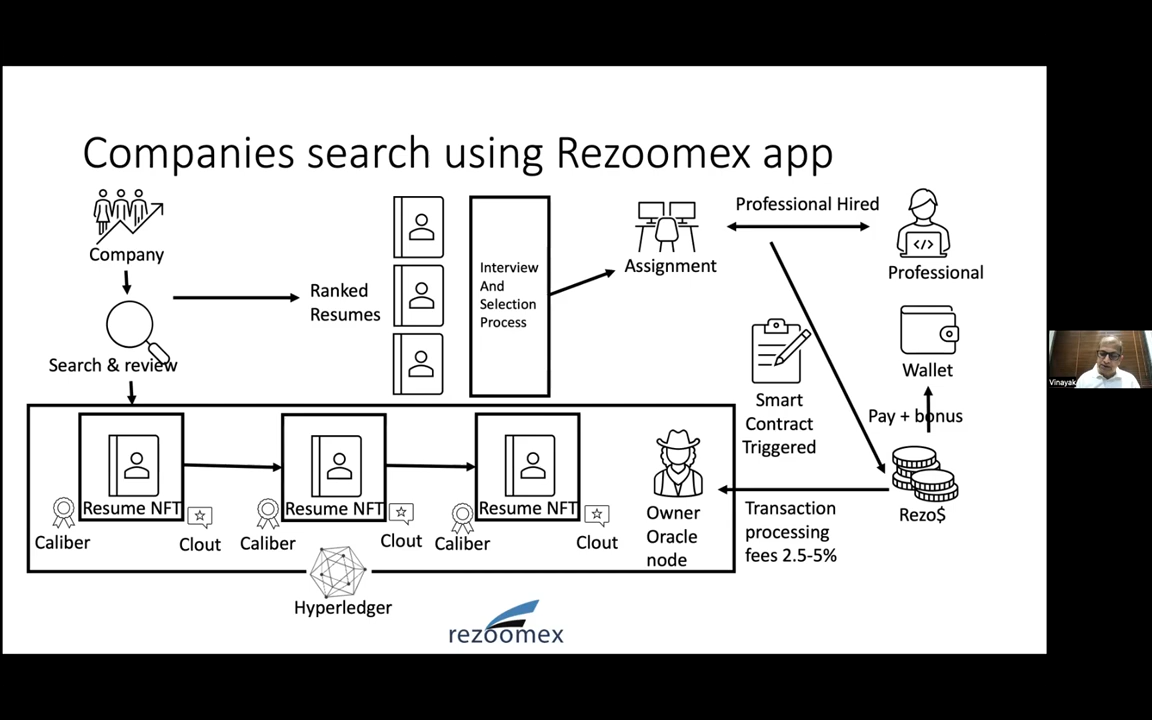 Companies search using Rezoomex app
Company
Search & review
Ranked
Resumes
Interview
And
Selection
Process
Assignment
Professional Hired
Professional
Wallet
Pay + bonus
Rezo$
Smart
Contract
Triggered
Transaction
processing
fees 2.5-5%
Owner
Oracle
node
Resume NFT
Resume NFT
Resume NFT
Caliber
Clout
Caliber
Clout
Caliber
Clout
Hyperledger
rezoomex
Vinayak